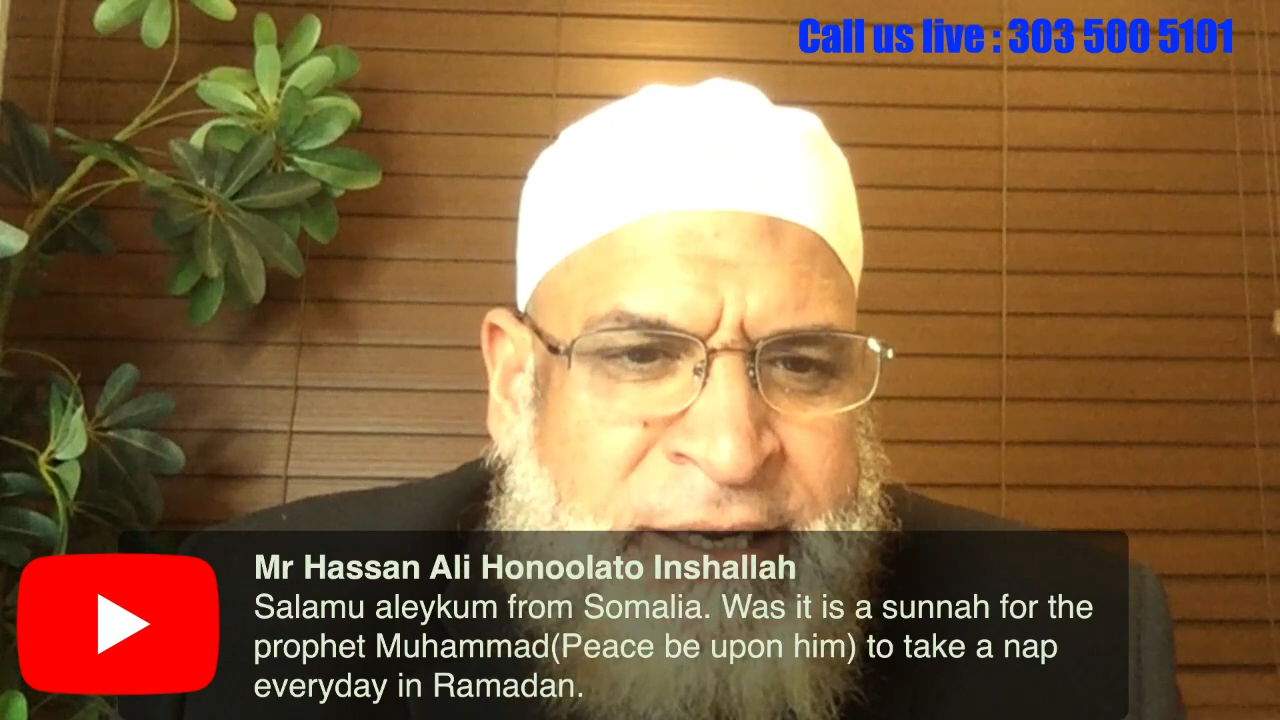 Call us live : 303 500 5101
Mr Hassan Ali Honoolato Inshallah
Salamu aleykum from Somalia. Was it is a sunnah for the
prophet Muhammad(Peace be upon him) to take a nap
everyday in Ramadan.